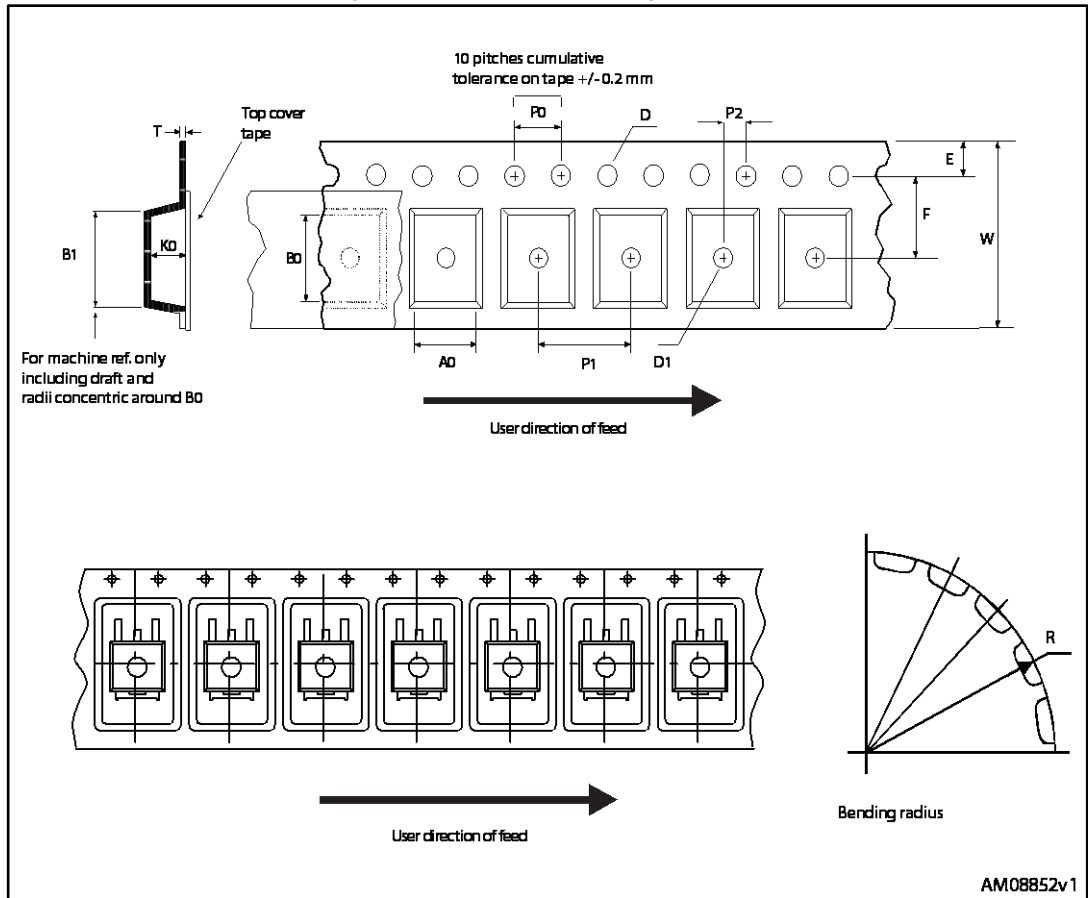 10 pitches cumulative
tolerance on tape +/- 0.2 mm
Top cover
tape
T
P0
D
P2
E
F
W
B1
K0
B0
For machine ref. only
including draft and
radii concentric around B0
A0
P1
D1
User direction of feed
R
Bending radius
User direction of feed
AM08852v1